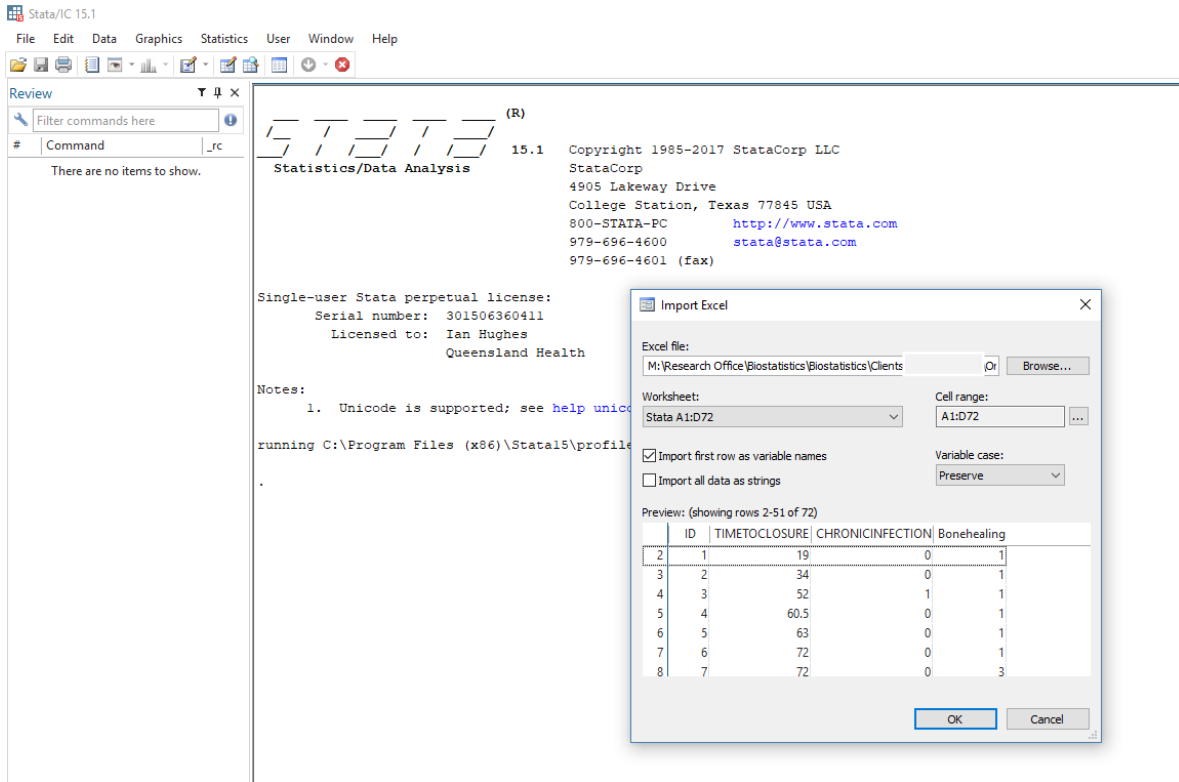 Stata/IC 15.1
File Edit Data Graphics Statistics User Window Help
Review
Filter commands here
# Command _rc
There are no items to show.
(R)
15.1 Copyright 1985-2017 StataCorp LLC
Statistics/Data Analysis StataCorp
4905 Lakeway Drive
College Station, Texas 77845 USA
800-STATA-PC http://www.stata.com
979-696-4600 stata@stata.com
979-696-4601 (fax)
Single-user Stata perpetual license:
Serial number: 301506360411
Licensed to: Ian Hughes
Queensland Health
Notes:
1. Unicode is supported; see help unico
running C:\Program Files (x86)\Stata15\profile
.
Import Excel
Excel file:
M:\Research Office\Biostatistics\Biostatistics\Clients \Or Browse...
Worksheet: Cell range:
Stata A1:D72 A1:D72 ...
Import first row as variable names Variable case:
Import all data as strings Preserve
Preview: (showing rows 2-51 of 72)
ID TIMETOCLOSURE CHRONICINFECTION Bonehealing
2 1 19 0 1
3 2 34 0 1
4 3 52 1 1
5 4 60.5 0 1
6 5 63 0 1
7 6 72 0 1
8 7 72 0 3
OK Cancel